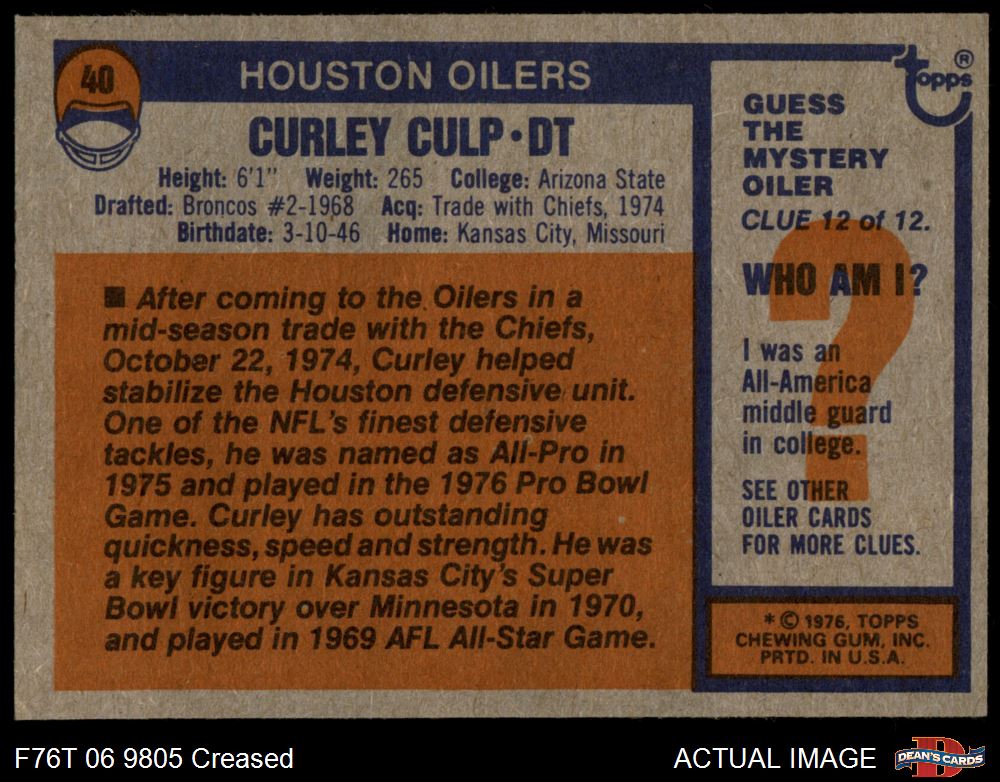 40
HOUSTON OILERS
CURLEY CULP • DT
Height: 6'1" Weight: 265 College: Arizona State
Drafted: Broncos #2-1968 Acq: Trade with Chiefs, 1974
Birthdate: 3-10-46 Home: Kansas City, Missouri
■ After coming to the Oilers in a
mid-season trade with the Chiefs,
October 22, 1974, Curley helped
stabilize the Houston defensive unit.
One of the NFL's finest defensive
tackles, he was named as All-Pro in
1975 and played in the 1976 Pro Bowl
Game. Curley has outstanding
quickness, speed and strength. He was
a key figure in Kansas City's Super
Bowl victory over Minnesota in 1970,
and played in 1969 AFL All-Star Game.
topps ®
GUESS
THE
MYSTERY
OILER
CLUE 12 of 12.
WHO AM I?
?
I was an
All-America
middle guard
in college.
SEE OTHER
OILER CARDS
FOR MORE CLUES.
* © 1976, TOPPS
CHEWING GUM, INC.
PRTD. IN U.S.A.
F76T 06 9805 Creased
ACTUAL IMAGE
D
DEAN'S CARDS